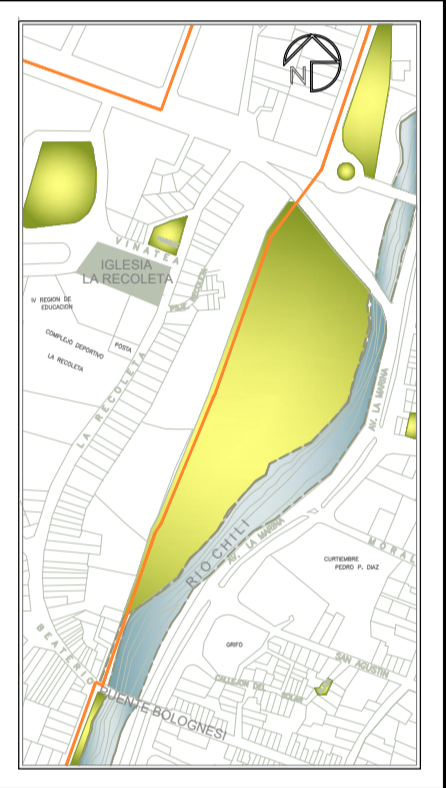 N
VINATEA
IGLESIA
LA RECOLETA
IV REGION DE
EDUCACION
COMPLEJO DEPORTIVO
LA RECOLETA
POSTA
LA RECOLETA
AV. LA MARINA
RIO CHILI
AV. LA MARINA
MORAL
CURTIEMBRE
PEDRO P. DIAZ
BEATERIO
GRIFO
SAN AGUSTIN
CALLEJON DEL SOLAR
PUENTE BOLOGNESI